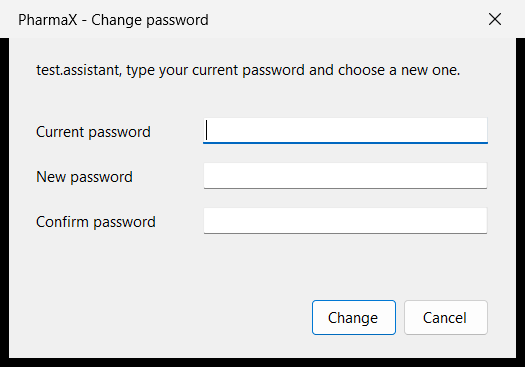 PharmaX - Change password
test.assistant, type your current password and choose a new one.
Current password
New password
Confirm password
Change
Cancel